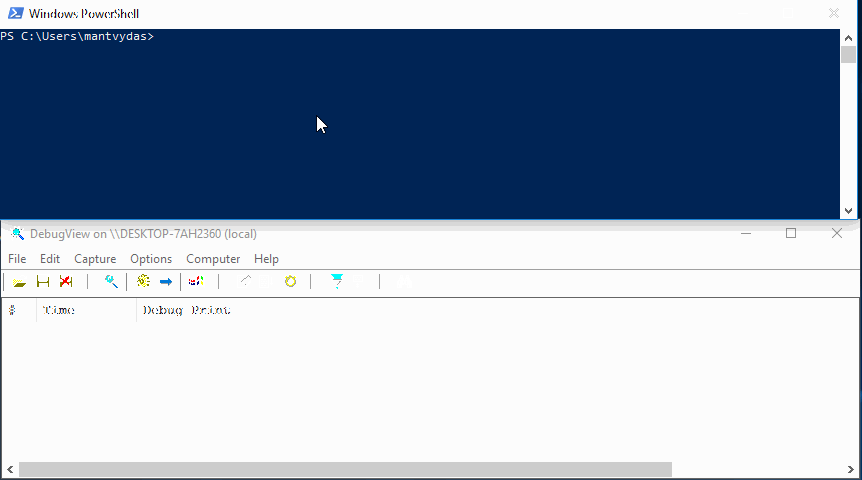 Windows PowerShell
PS C:\Users\mantvydas>
DebugView on \\DESKTOP-7AH2360 (local)
File Edit Capture Options Computer Help
# Time Debug Print